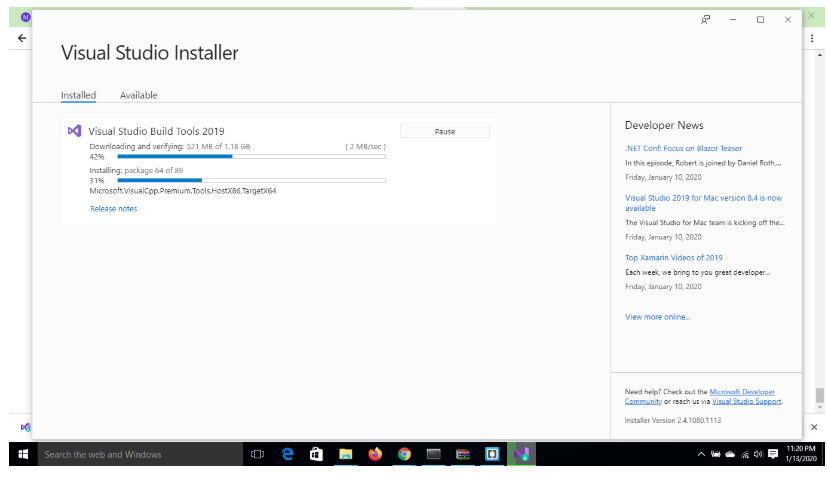 M
Visual Studio Installer
Installed Available
Visual Studio Build Tools 2019
Pause
Downloading and verifying: 521 MB of 1.18 GB ( 2 MB/sec )
42%
Installing: package 64 of 89
31%
Microsoft.VisualCpp.Premium.Tools.HostX86.TargetX64
Release notes
Developer News
.NET Conf: Focus on Blazor Teaser
In this episode, Robert is joined by Daniel Roth,...
Friday, January 10, 2020
Visual Studio 2019 for Mac version 8.4 is now
available
The Visual Studio for Mac team is kicking off the...
Friday, January 10, 2020
Top Xamarin Videos of 2019
Each week, we bring to you great developer...
Friday, January 10, 2020
View more online...
Need help? Check out the Microsoft Developer
Community or reach us via Visual Studio Support.
Installer Version 2.4.1080.1113
Search the web and Windows
11:20 PM
1/13/2020